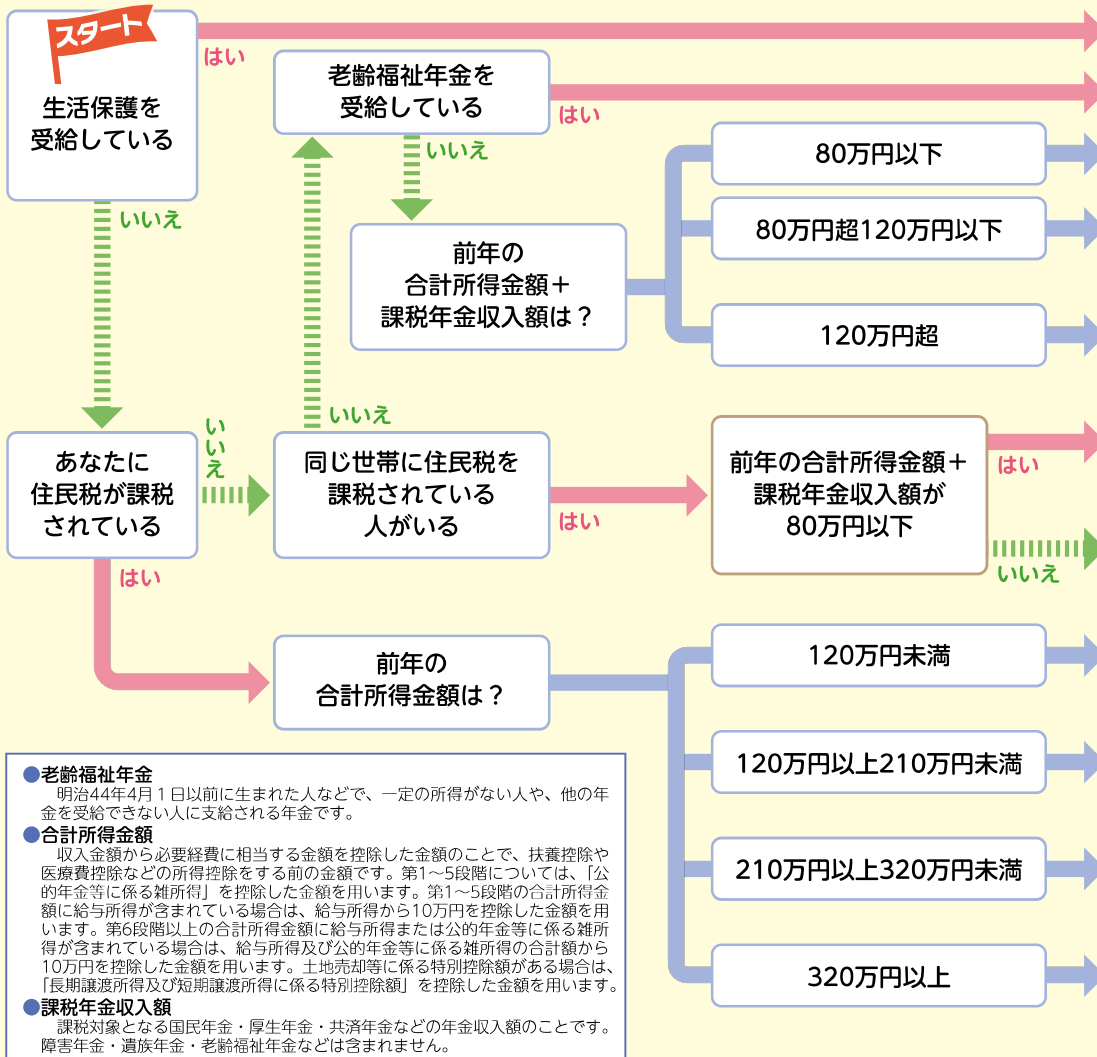 スタート
生活保護を
受給している
はい
いいえ
老齢福祉年金を
受給している
はい
いいえ
前年の
合計所得金額＋
課税年金収入額は？
80万円以下
80万円超120万円以下
120万円超
あなたに
住民税が課税
されている
いいえ
はい
同じ世帯に住民税を
課税されている
人がいる
いいえ
はい
前年の合計所得金額＋
課税年金収入額が
80万円以下
はい
いいえ
前年の
合計所得金額は？
120万円未満
120万円以上210万円未満
210万円以上320万円未満
320万円以上
●老齢福祉年金
明治44年4月1日以前に生まれた人などで、一定の所得がない人や、他の年
金を受給できない人に支給される年金です。
●合計所得金額
収入金額から必要経費に相当する金額を控除した金額のことで、扶養控除や
医療費控除などの所得控除をする前の金額です。第1～5段階については、「公
的年金等に係る雑所得」を控除した金額を用います。第1～5段階の合計所得金
額に給与所得が含まれている場合は、給与所得から10万円を控除した金額を用
います。第6段階以上の合計所得金額に給与所得または公的年金等に係る雑所
得が含まれている場合は、給与所得及び公的年金等に係る雑所得の合計額から
10万円を控除した金額を用います。土地売却等に係る特別控除額がある場合は、
「長期譲渡所得及び短期譲渡所得に係る特別控除額」を控除した金額を用います。
●課税年金収入額
課税対象となる国民年金・厚生年金・共済年金などの年金収入額のことです。
障害年金・遺族年金・老齢福祉年金などは含まれません。